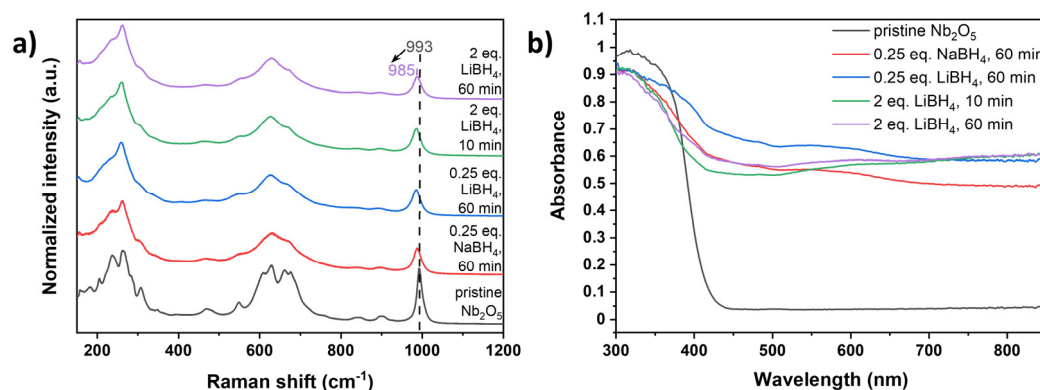 a)
Normalized intensity (a.u.)
993
985
2 eq.
LiBH4,
60 min
2 eq.
LiBH4,
10 min
0.25 eq.
LiBH4,
60 min
0.25 eq.
NaBH4,
60 min
pristine
Nb2O5
200 400 600 800 1000 1200
Raman shift (cm-1)
b)
Absorbance
1.1
1
0.9
0.8
0.7
0.6
0.5
0.4
0.3
0.2
0.1
0
pristine Nb2O5
0.25 eq. NaBH4, 60 min
0.25 eq. LiBH4, 60 min
2 eq. LiBH4, 10 min
2 eq. LiBH4, 60 min
300 400 500 600 700 800
Wavelength (nm)